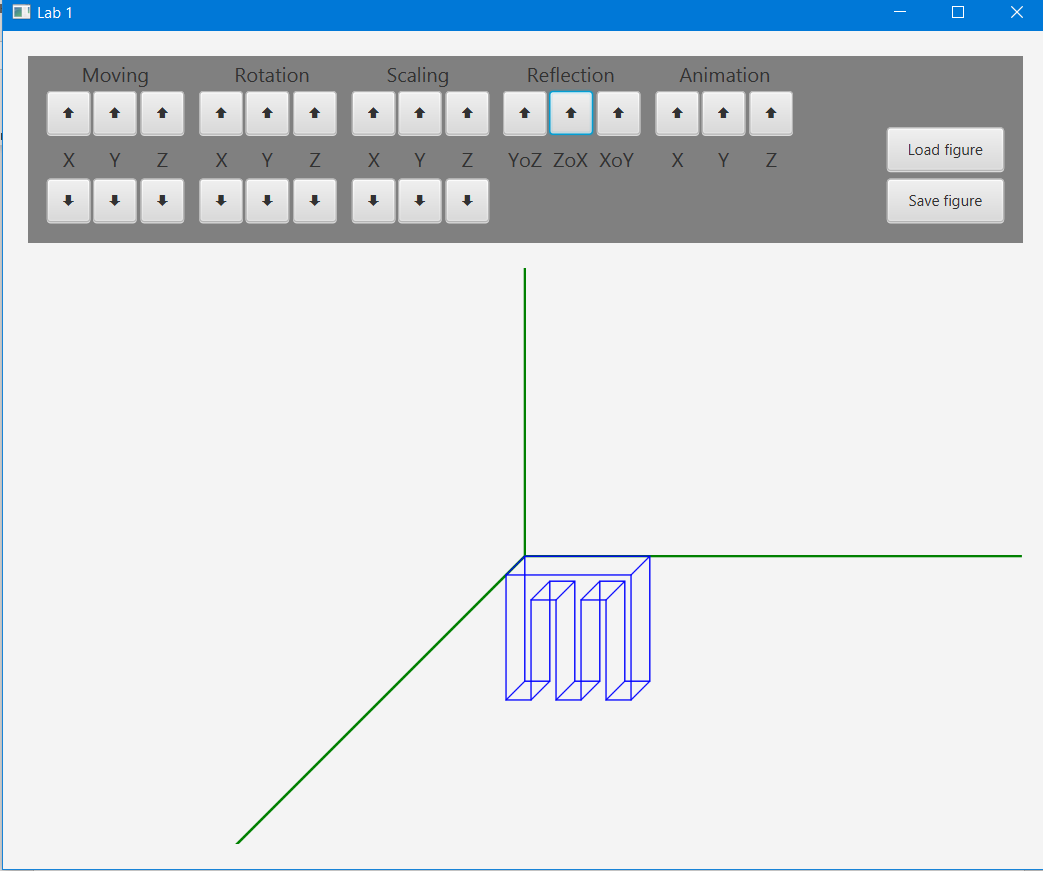 Lab 1
Moving Rotation Scaling Reflection Animation
X Y Z X Y Z X Y Z YoZ ZoX XoY X Y Z
Load figure
Save figure